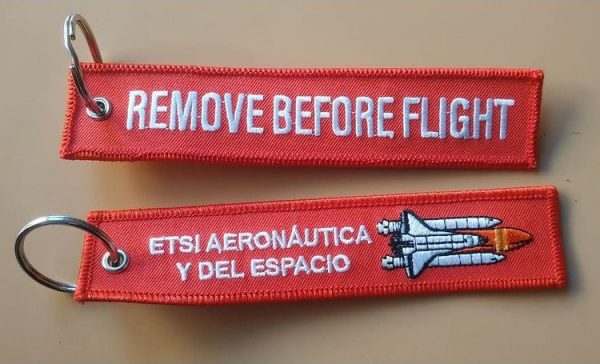 REMOVE BEFORE FLIGHT
ETSI AERONÁUTICA
Y DEL ESPACIO